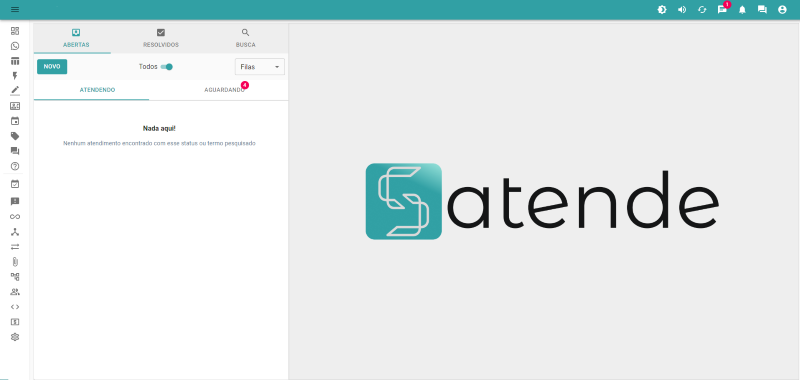 1
ABERTAS
RESOLVIDOS
BUSCA
NOVO
Todos
Filas
ATENDENDO
AGUARDANDO
4
Nada aqui!
Nenhum atendimento encontrado com esse status ou termo pesquisado
atende